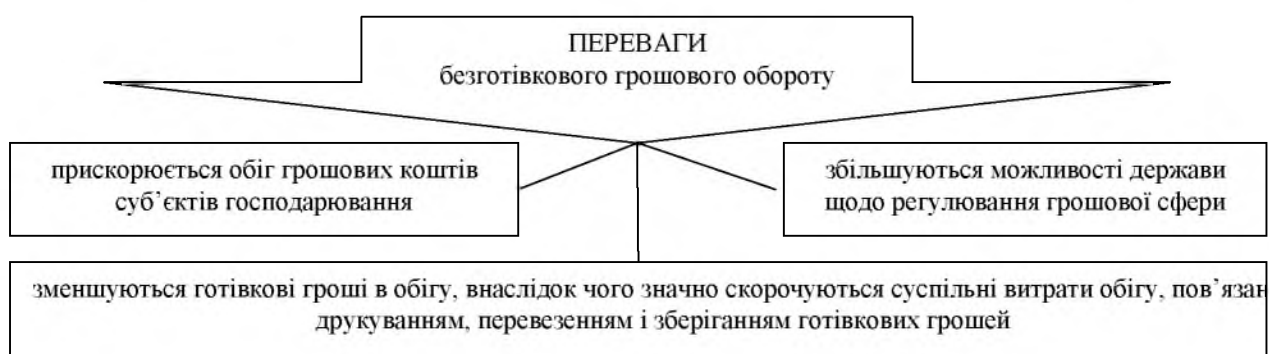 ПЕРЕВАГИ
безготівкового грошового обороту
прискорюється обіг грошових коштів
суб’єктів господарювання
збільшуються можливості держави
щодо регулювання грошової сфери
зменшуються готівкові гроші в обігу, внаслідок чого значно скорочуються суспільні витрати обігу, пов’язан
друкуванням, перевезенням і зберіганням готівкових грошей